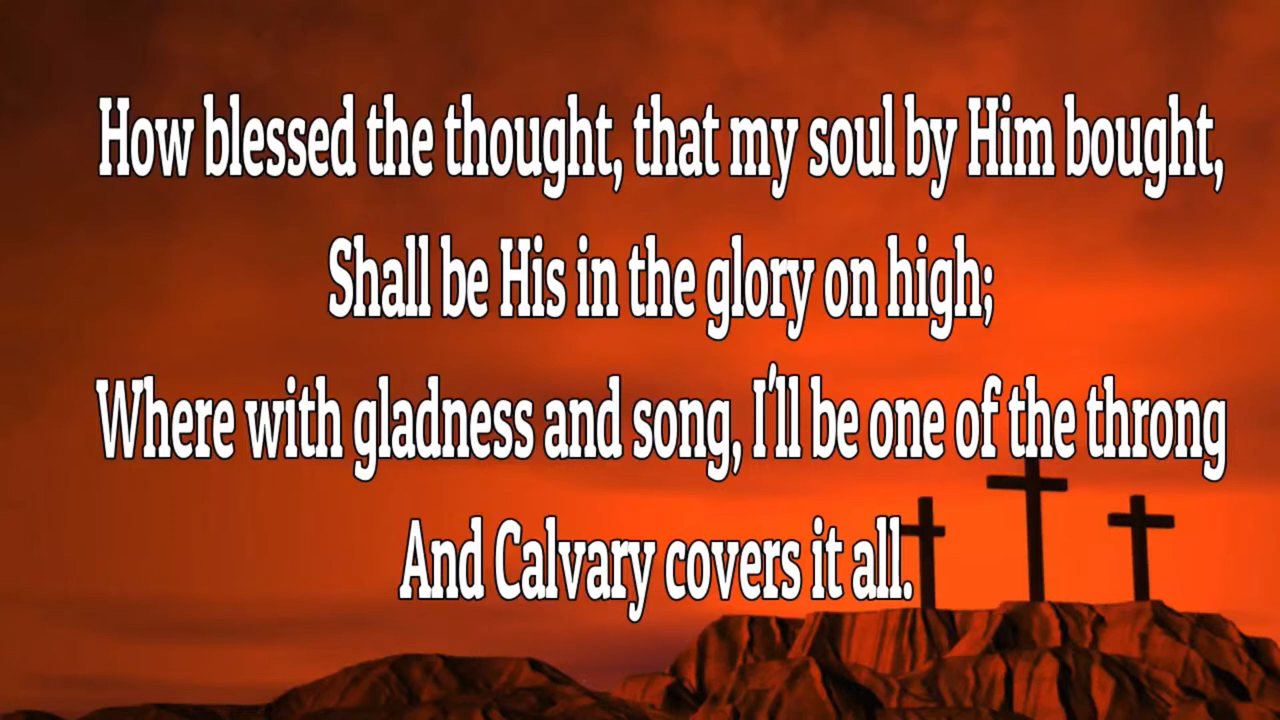 How blessed the thought, that my soul by Him bought,
Shall be His in the glory on high;
Where with gladness and song, I'll be one of the throng
And Calvary covers it all.